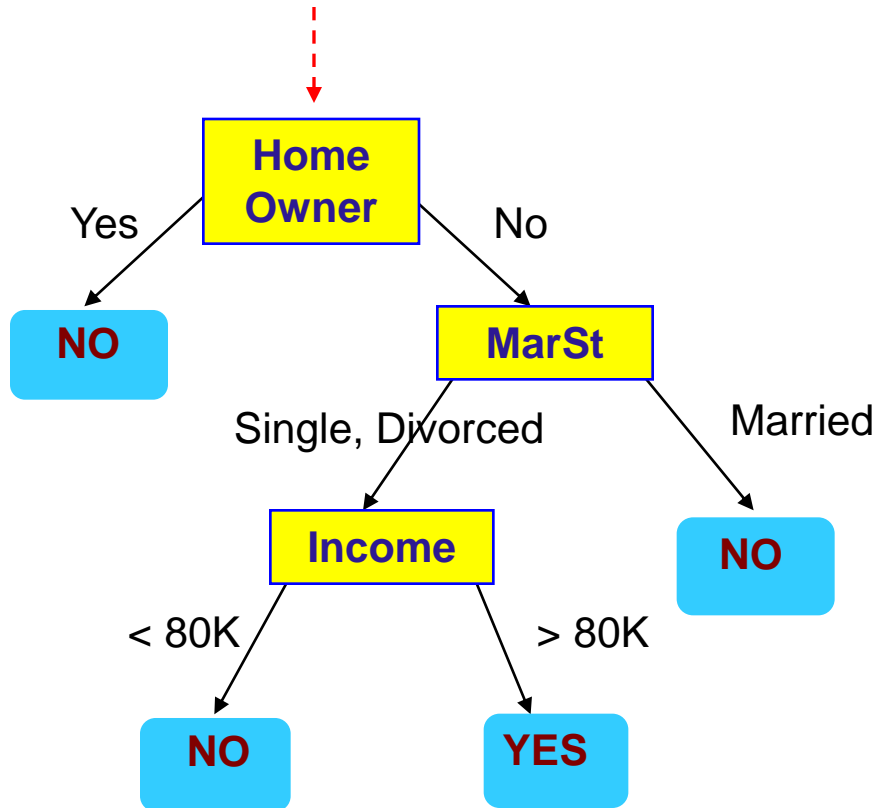 Home
Owner
Yes
No
NO
MarSt
Single, Divorced
Married
Income
NO
< 80K
> 80K
NO
YES